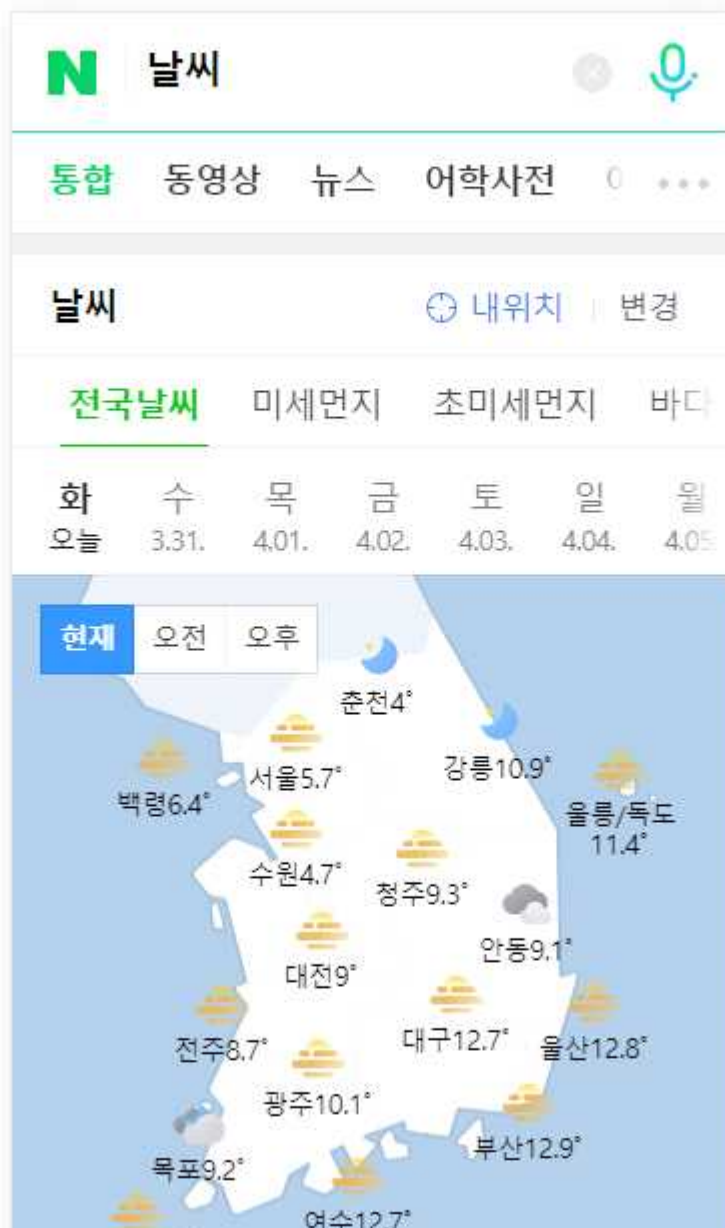 N 날씨
통합 동영상 뉴스 어학사전
날씨 내위치 변경
전국날씨 미세먼지 초미세먼지 바다
화 수 목 금 토 일 월
오늘 3.31. 4.01. 4.02. 4.03. 4.04. 4.05
현재 오전 오후
춘천4°
서울5.7°
강릉10.9°
백령6.4°
울릉/독도
11.4°
수원4.7°
청주9.3°
안동9.1°
대전9°
대구12.7°
울산12.8°
전주8.7°
광주10.1°
부산12.9°
목포9.2°
여수12.7°